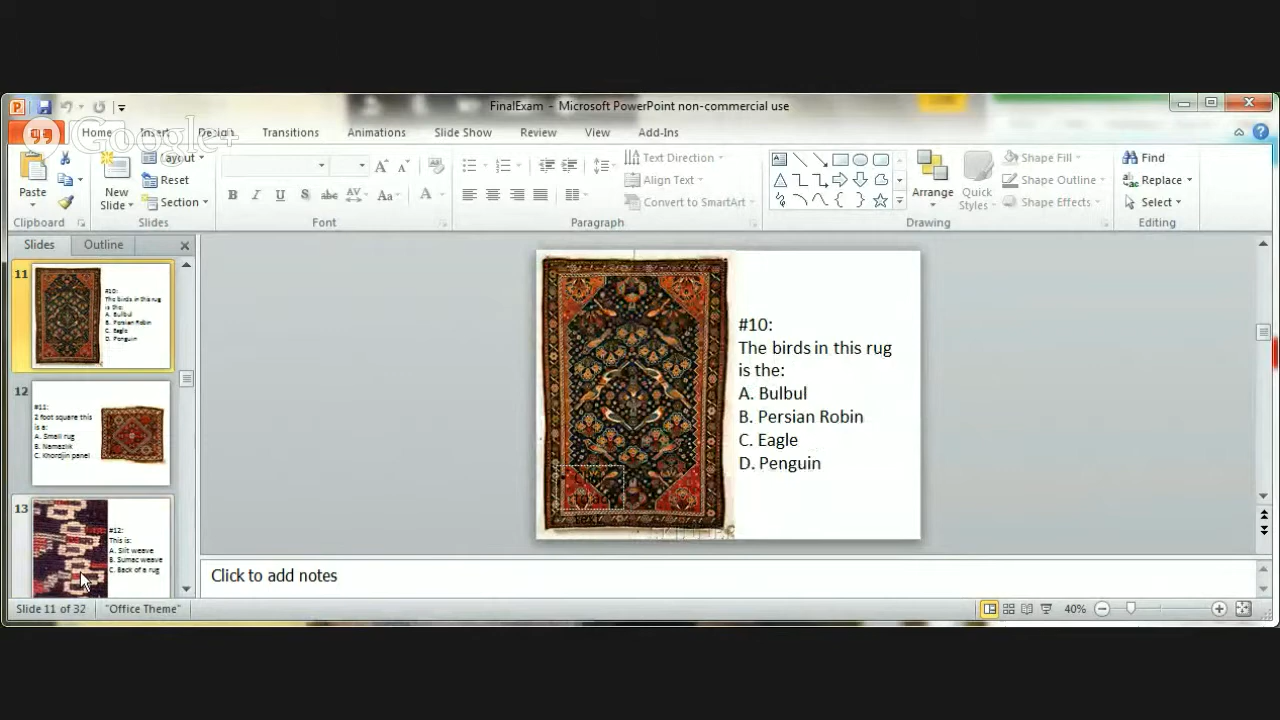 FinalExam - Microsoft PowerPoint non-commercial use
Google+
Home Insert Design Transitions Animations Slide Show Review View Add-Ins
Paste
Clipboard
New Slide
Layout
Reset
Section
Slides
Font
Text Direction
Align Text
Convert to SmartArt
Paragraph
Arrange
Quick Styles
Shape Fill
Shape Outline
Shape Effects
Drawing
Find
Replace
Select
Editing
Slides Outline
11
#10:
The birds in this rug
is the:
A. Bulbul
B. Persian Robin
C. Eagle
D. Penguin
12
#11:
2 foot square this
is a:
A. Small rug
B. Namazlik
C. Khordjin panel
13
#12:
This is:
A. Slit weave
B. Sumac weave
C. Back of a rug
#10:
The birds in this rug
is the:
A. Bulbul
B. Persian Robin
C. Eagle
D. Penguin
Click to add notes
Slide 11 of 32 "Office Theme" 40%